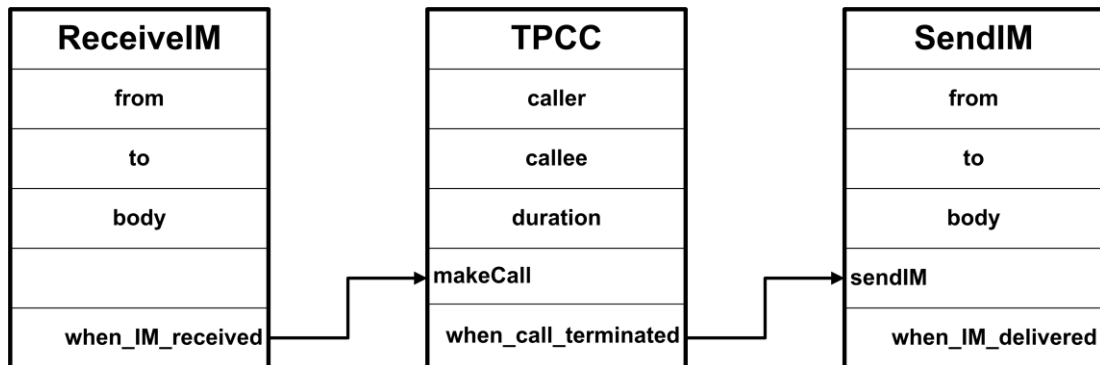 ReceiveIM
from
to
body
when_IM_received
TPCC
caller
callee
duration
makeCall
when_call_terminated
SendIM
from
to
body
sendIM
when_IM_delivered